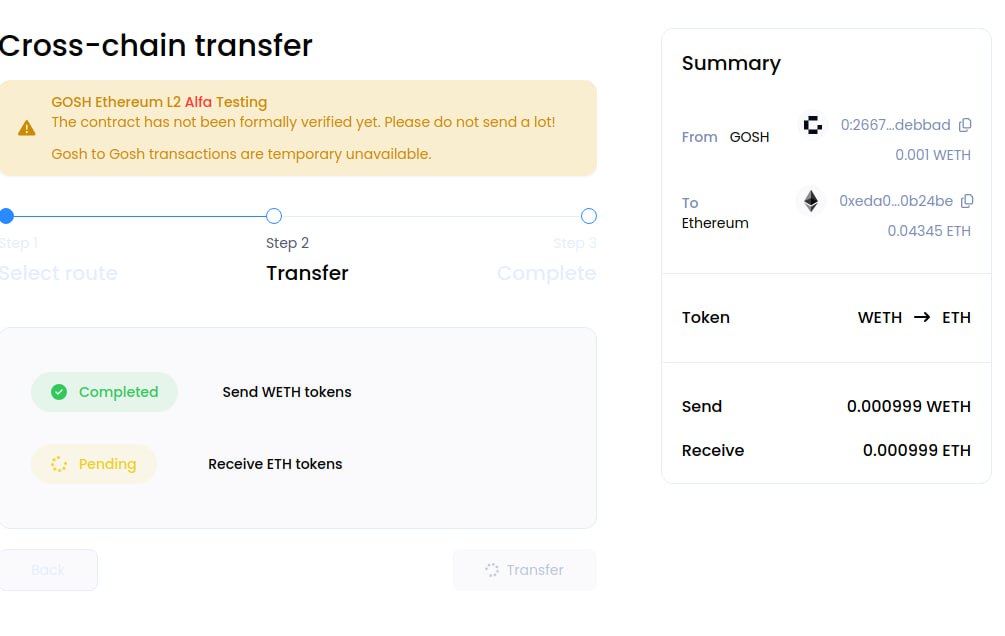 Cross-chain transfer
GOSH Ethereum L2 Alfa Testing
The contract has not been formally verified yet. Please do not send a lot!
Gosh to Gosh transactions are temporary unavailable.
Step 1
Step 2
Step 3
Select route
Transfer
Complete
Completed
Send WETH tokens
Pending
Receive ETH tokens
Back
Transfer
Summary
From GOSH
0:2667...debbad
0.001 WETH
To
Ethereum
0xeda0...0b24be
0.04345 ETH
Token
WETH → ETH
Send
0.000999 WETH
Receive
0.000999 ETH